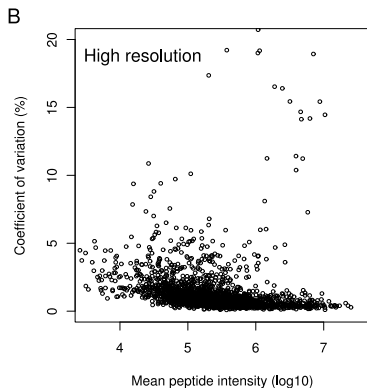 B
High resolution
Coefficient of variation (%)
20
15
10
5
0
4
5
6
7
Mean peptide intensity (log10)